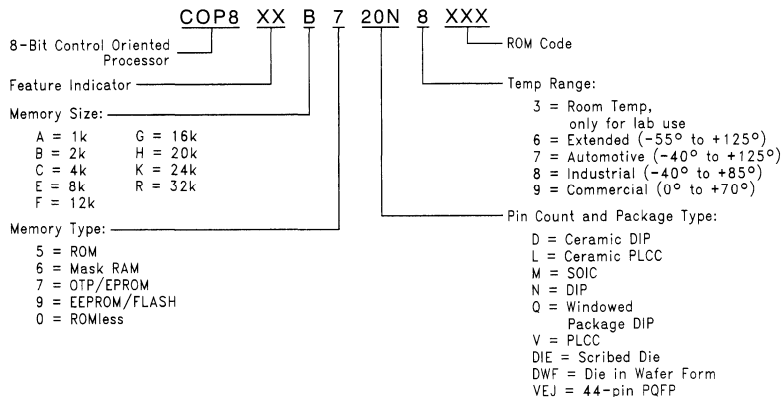 COP8 XX B 7 20N 8 XXX
8-Bit Control Oriented
Processor
Feature Indicator
Memory Size:
A = 1k G = 16k
B = 2k H = 20k
C = 4k K = 24k
E = 8k R = 32k
F = 12k
Memory Type:
5 = ROM
6 = Mask RAM
7 = OTP/EPROM
9 = EEPROM/FLASH
0 = ROMless
ROM Code
Temp Range:
3 = Room Temp,
only for lab use
6 = Extended (-55° to +125°)
7 = Automotive (-40° to +125°)
8 = Industrial (-40° to +85°)
9 = Commercial (0° to +70°)
Pin Count and Package Type:
D = Ceramic DIP
L = Ceramic PLCC
M = SOIC
N = DIP
Q = Windowed
Package DIP
V = PLCC
DIE = Scribed Die
DWF = Die in Wafer Form
VEJ = 44-pin PQFP